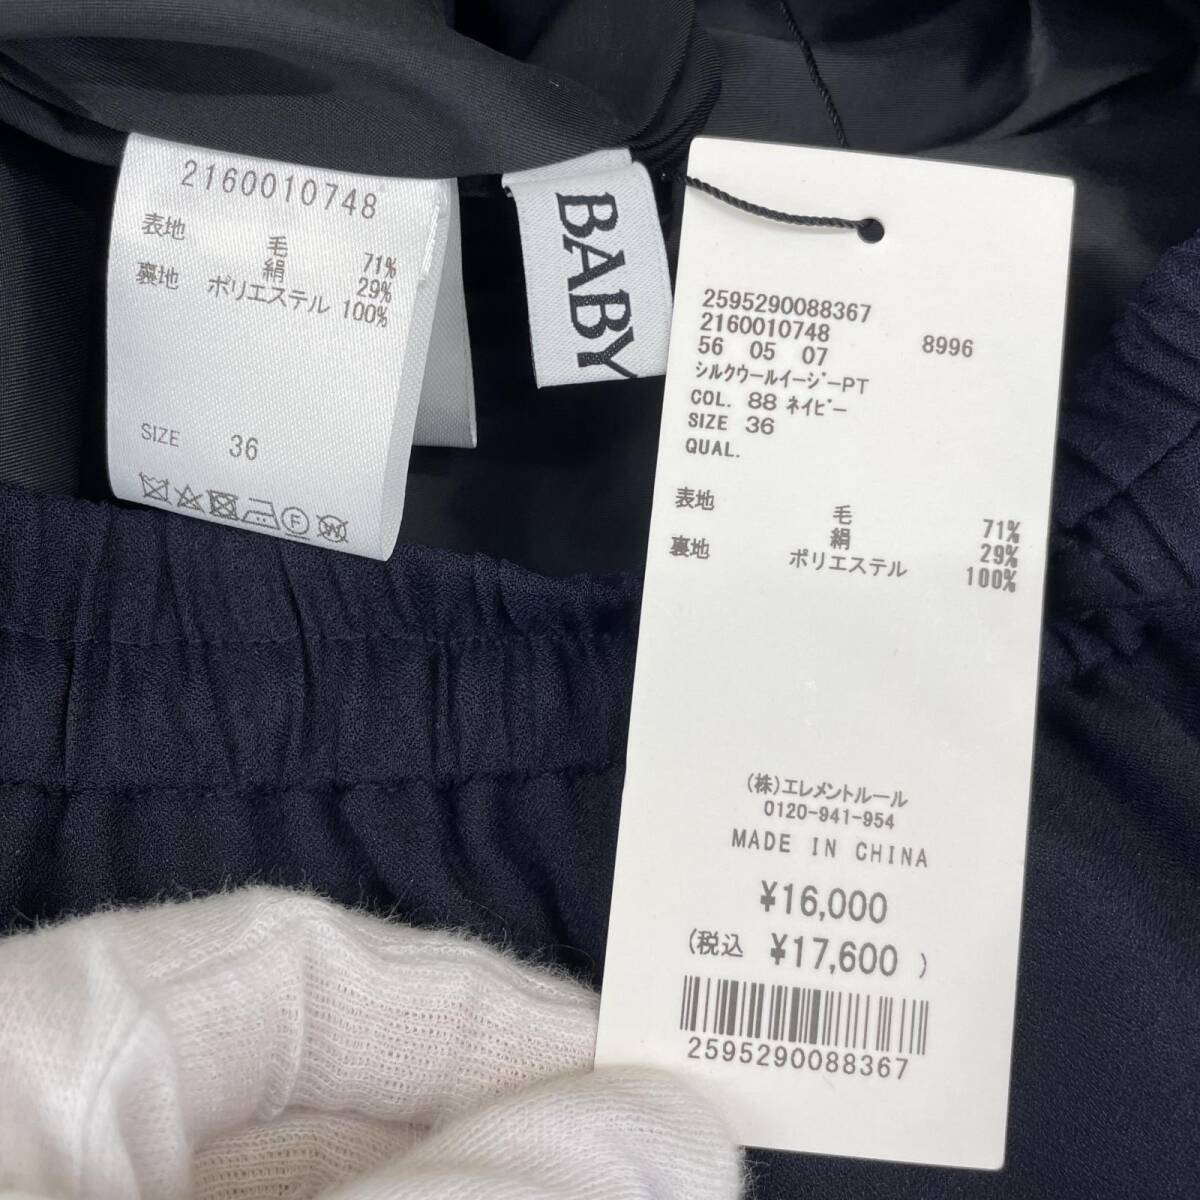 2160010748
表地 毛 71%
絹 29%
裏地 ポリエステル 100%
SIZE 36
F
W
BABY
2595290088367
2160010748 8996
56 05 07
シルクウールイージーPT
COL. 88 ネイビー
SIZE 36
QUAL.
表地 毛 71%
絹 29%
裏地 ポリエステル 100%
(株)エレメントルール
0120-941-954
MADE IN CHINA
¥16,000
(税込 ¥17,600 )
2595290088367